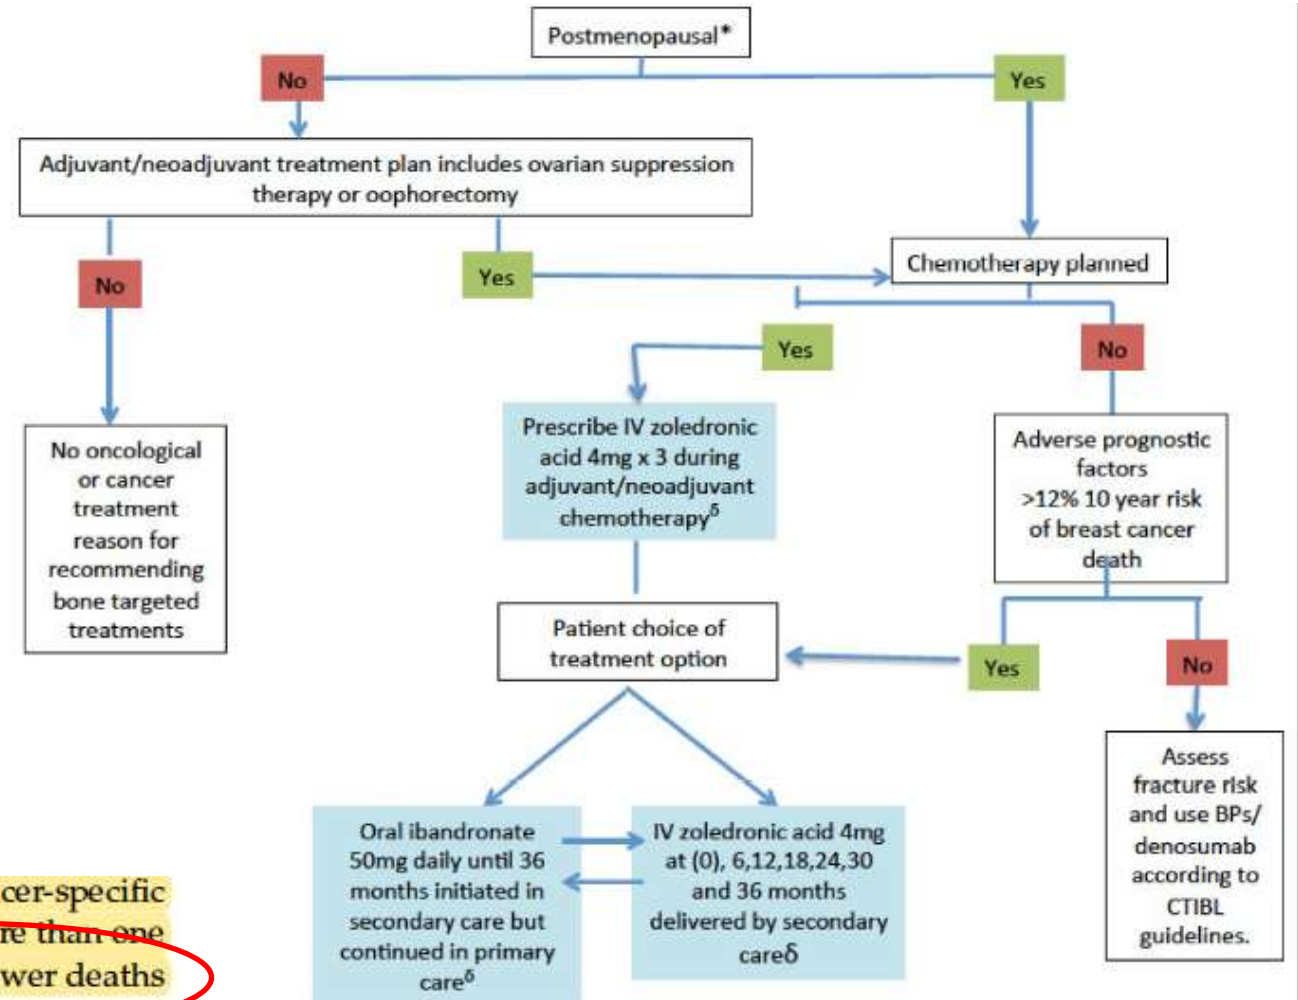 Postmenopausal*
No
Yes
Adjuvant/neoadjuvant treatment plan includes ovarian suppression
therapy or oophorectomy
No
Yes
Chemotherapy planned
Yes
No
No oncological
or cancer
treatment
reason for
recommending
bone targeted
treatments
Prescribe IV zoledronic
acid 4mg x 3 during
adjuvant/neoadjuvant
chemotherapyδ
Adverse prognostic
factors
>12% 10 year risk
of breast cancer
death
Patient choice of
treatment option
Yes
No
Oral ibandronate
50mg daily until 36
months initiated in
secondary care but
continued in primary
careδ
IV zoledronic acid 4mg
at (0), 6,12,18,24,30
and 36 months
delivered by secondary
careδ
Assess
fracture risk
and use BPs/
denosumab
according to
CTIBL
guidelines.
cer-specific
re than one
wer deaths